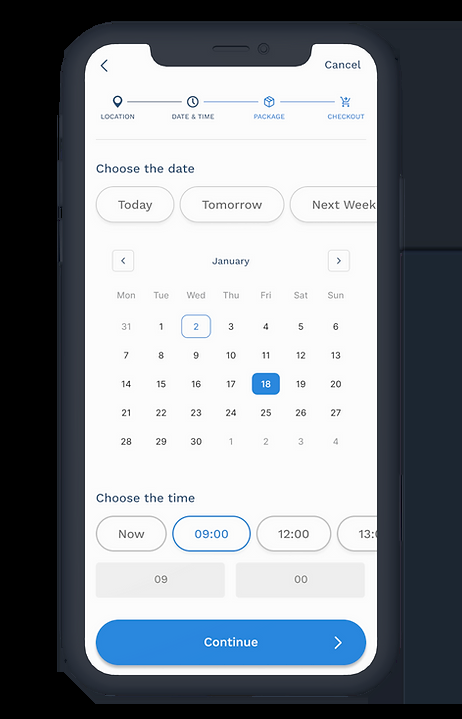 Cancel
LOCATION DATE & TIME PACKAGE CHECKOUT
Choose the date
Today Tomorrow Next Week
January
Mon Tue Wed Thu Fri Sat Sun
31 1 2 3 4 5 6
7 8 9 10 11 12 13
14 15 16 17 18 19 20
21 22 23 24 25 26 27
28 29 30 1 2 3 4
Choose the time
Now 09:00 12:00 13:0
09 00
Continue